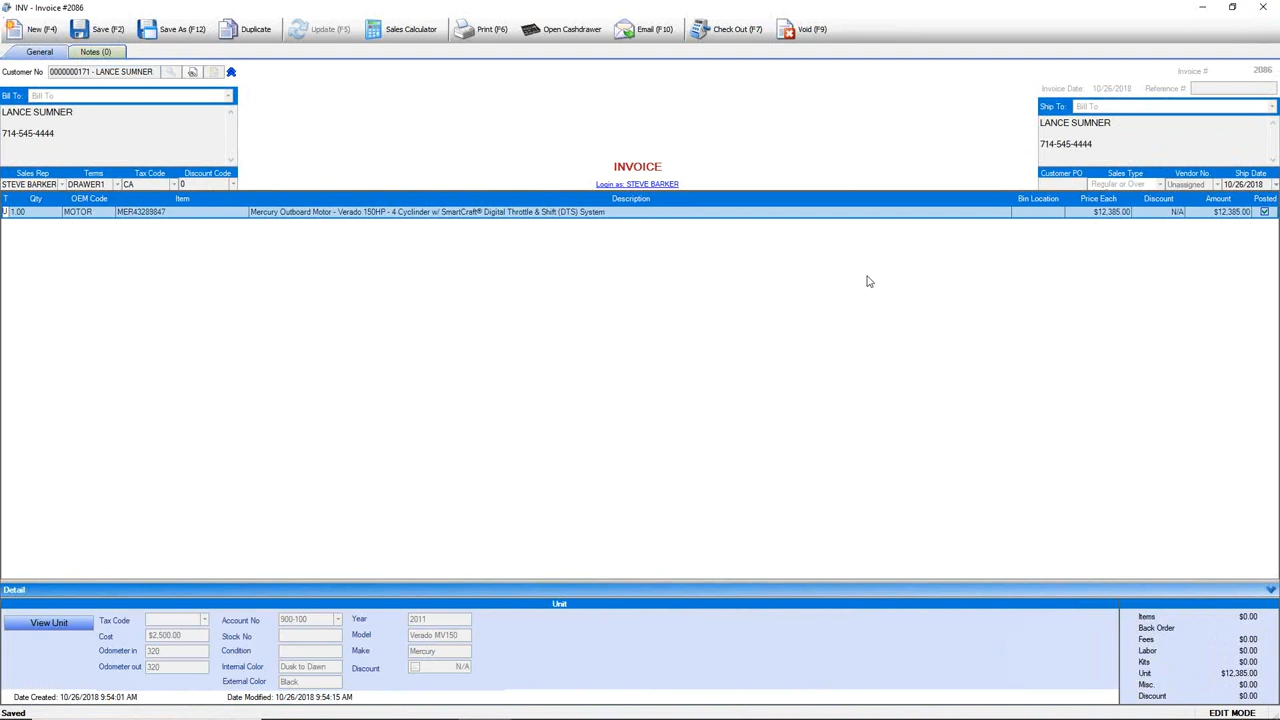 INV - Invoice #2086
New (F4) Save (F2) Save As (F12) Duplicate Update (F5) Sales Calculator Print (F6) Open Cashdrawer Email (F10) Check Out (F7) Void (F9)
General Notes (0)
Customer No 0000000171 - LANCE SUMNER
Invoice # 2086
Invoice Date: 10/26/2018 Reference #:
Bill To: Bill To
Ship To: Bill To
LANCE SUMNER
714-545-4444
LANCE SUMNER
714-545-4444
INVOICE
Login as: STEVE BARKER
Sales Rep Terms Tax Code Discount Code
STEVE BARKER DRAWER1 CA 0
Customer PO Sales Type Vendor No. Ship Date
Regular or Over Unassigned 10/26/2018
T Qty OEM Code Item Description Bin Location Price Each Discount Amount Posted
U 1.00 MOTOR MER43289847 Mercury Outboard Motor - Verado 150HP - 4 Cyclinder w/ SmartCraft® Digital Throttle & Shift (DTS) System $12,385.00 N/A $12,385.00
Detail
Unit
View Unit
Tax Code
Cost $2,500.00
Odometer in 320
Odometer out 320
Account No 900-100
Stock No
Condition
Internal Color Dusk to Dawn
External Color Black
Year 2011
Model Verado MV150
Make Mercury
Discount N/A
Items $0.00
Back Order
Fees $0.00
Labor $0.00
Kits $0.00
Unit $12,385.00
Misc. $0.00
Discount $0.00
Date Created: 10/26/2018 9:54:01 AM Date Modified: 10/26/2018 9:54:15 AM
Saved EDIT MODE